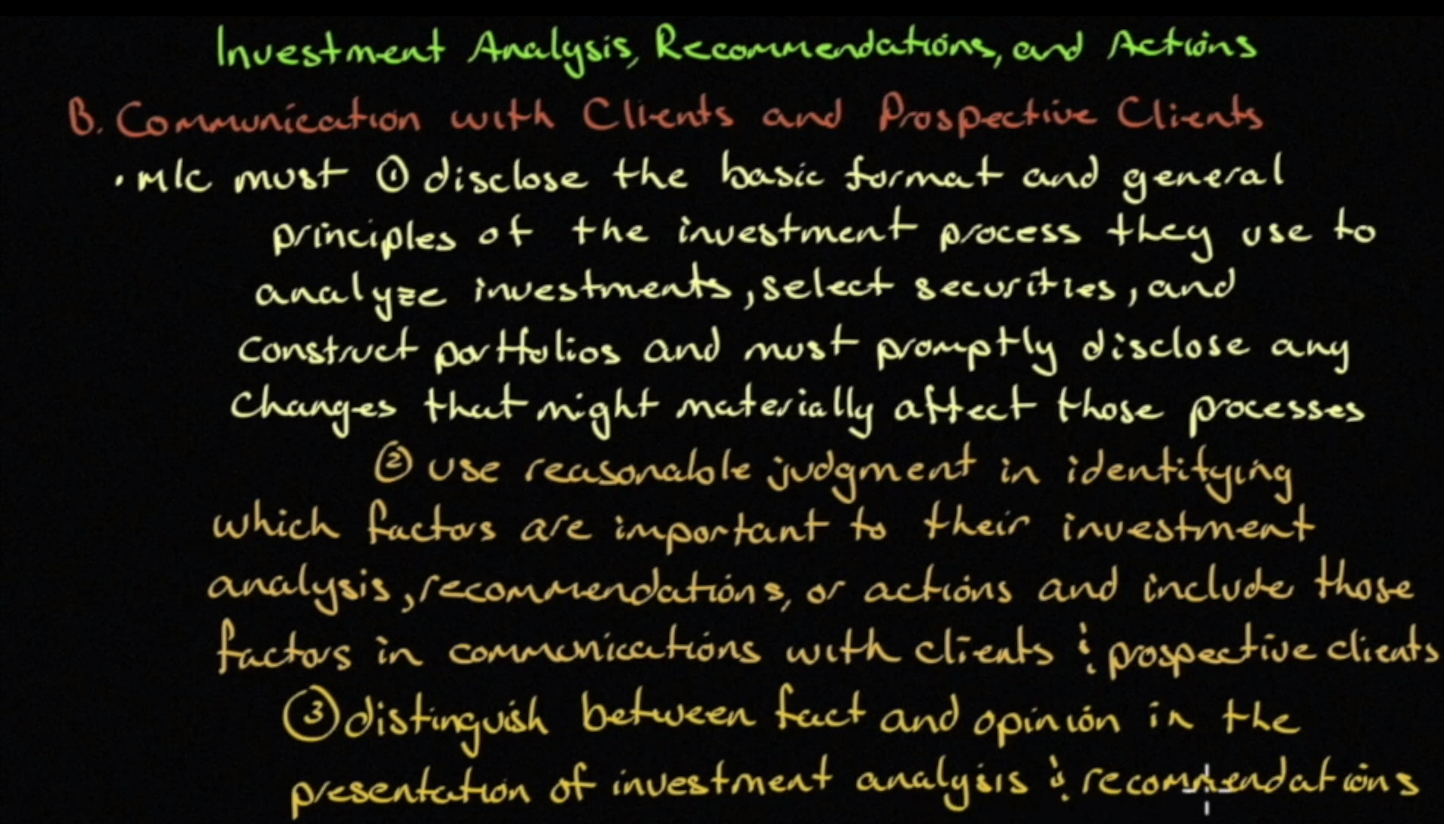 Investment Analysis, Recommendations, and Actions
B. Communication with Clients and Prospective Clients
• M/C must ① disclose the basic format and general
principles of the investment process they use to
analyze investments, select securities, and
construct portfolios and must promptly disclose any
changes that might materially affect those processes
② use reasonable judgment in identifying
which factors are important to their investment
analysis, recommendations, or actions and include those
factors in communications with clients & prospective clients
③ distinguish between fact and opinion in the
presentation of investment analysis & recommendations